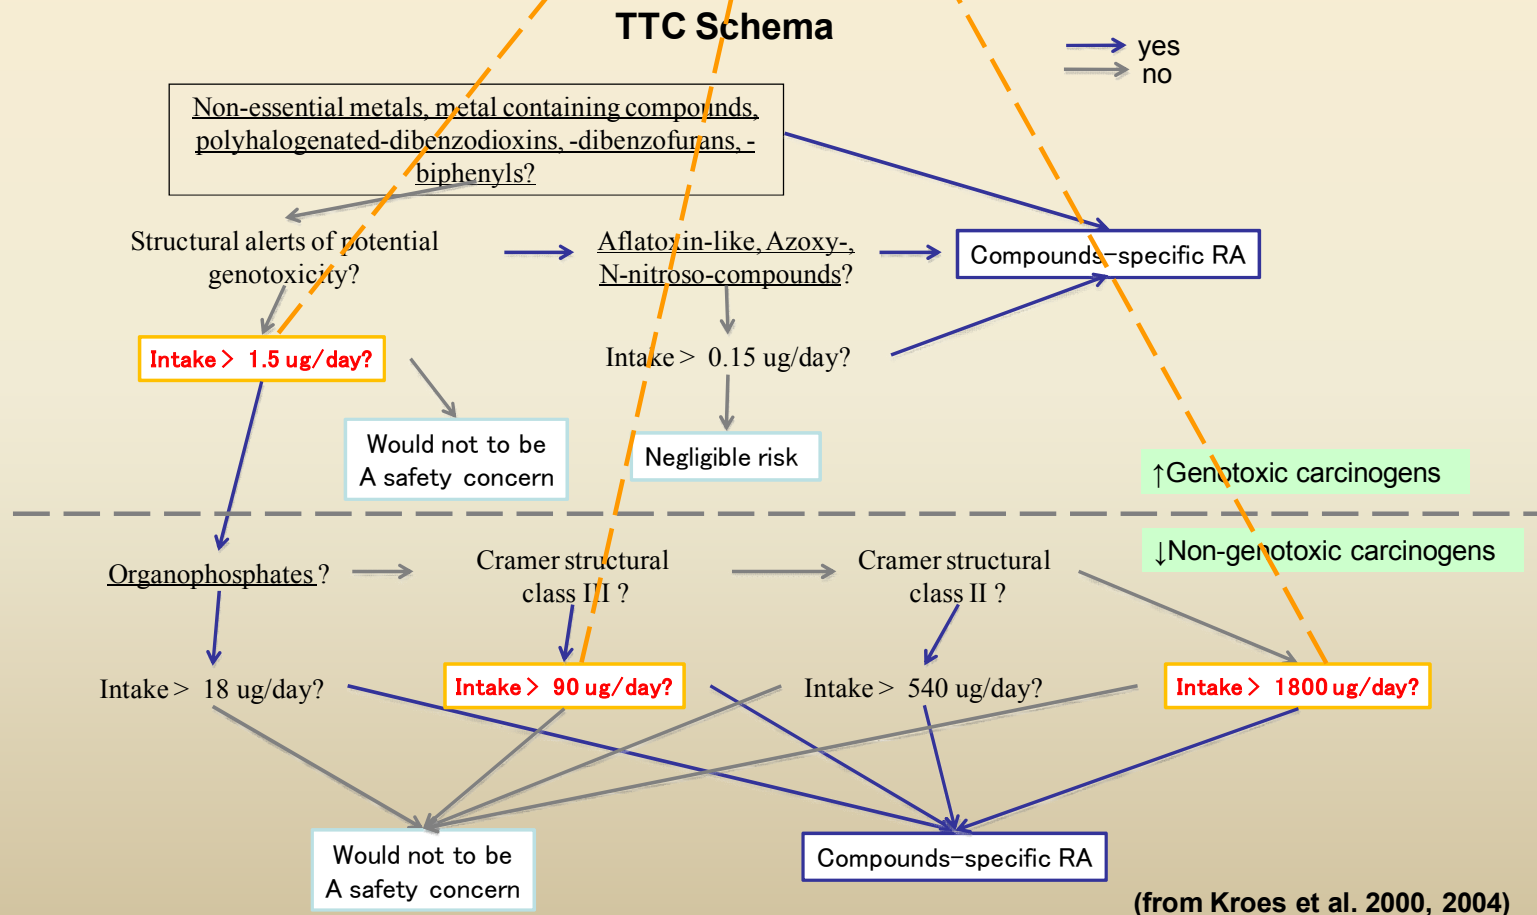 TTC Schema
yes
no
Non-essential metals, metal containing compounds,
polyhalogenated-dibenzodioxins, -dibenzofurans, -
biphenyls?
Structural alerts of potential
genotoxicity?
Aflatoxin-like, Azoxy-,
N-nitroso-compounds?
Compounds-specific RA
Intake > 1.5 ug/day?
Intake > 0.15 ug/day?
Would not to be
A safety concern
Negligible risk
↑Genotoxic carcinogens
↓Non-genotoxic carcinogens
Organophosphates ?
Cramer structural
class III ?
Cramer structural
class II ?
Intake > 18 ug/day?
Intake > 90 ug/day?
Intake > 540 ug/day?
Intake > 1800 ug/day?
Would not to be
A safety concern
Compounds-specific RA
(from Kroes et al. 2000, 2004)